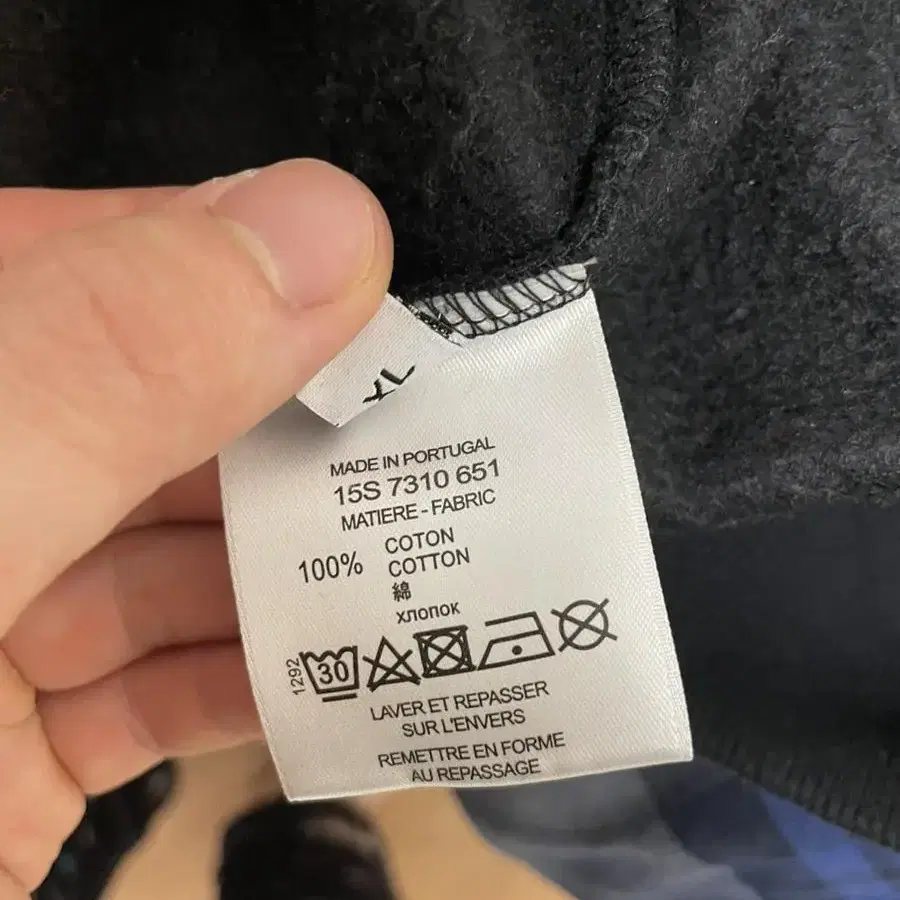 XL
MADE IN PORTUGAL
15S 7310 651
MATIERE - FABRIC
100% COTON
COTTON
綿
хлопок
1292
30
LAVER ET REPASSER
SUR L'ENVERS
REMETTRE EN FORME
AU REPASSAGE